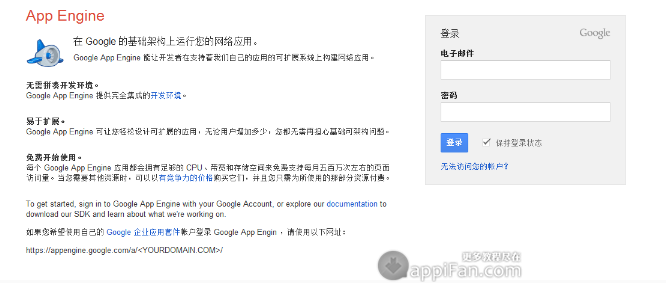 App Engine
在 Google 的基础架构上运行您的网络应用。
Google App Engine 能让开发者在支持着我们自己的应用的可扩展系统上构建网络应用。
无需拼凑开发环境。
Google App Engine 提供完全集成的开发环境。
易于扩展。
Google App Engine 可让您轻松设计可扩展的应用，无论用户增加多少，您都无需再担心基础可架构问题。
免费开始使用。
每个 Google App Engine 应用都会拥有足够的 CPU、带宽和存储空间来免费支持每月五百万次左右的页面
访问量。当您需要其他资源时，可以以有竞争力的价格购买它们，并且您只需为所使用的那部分资源付费。
To get started, sign in to Google App Engine with your Google Account, or explore our documentation to
download our SDK and learn about what we're working on.
如果您希望使用自己的 Google 企业应用套件帐户登录 Google App Engin，请使用以下网址:
https://appengine.google.com/a/<YOURDOMAIN.COM>/
登录
Google
电子邮件
密码
登录
保持登录状态
无法访问您的帐户?
更多教程尽在
appiFan.com